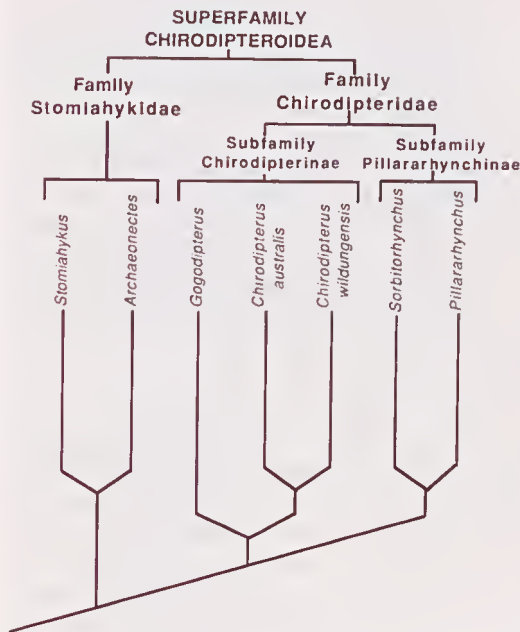 SUPERFAMILY
CHIRODIPTEROIDEA
Family
Stomiahykidae
Family
Chirodipteridae
Subfamily
Chirodipterinae
Subfamily
Pillararhynchinae
Stomiahykus
Archaeonectes
Gogodipterus
Chirodipterus
australis
Chirodipterus
wildungensis
Sorbitorhynchus
Pillararhynchus